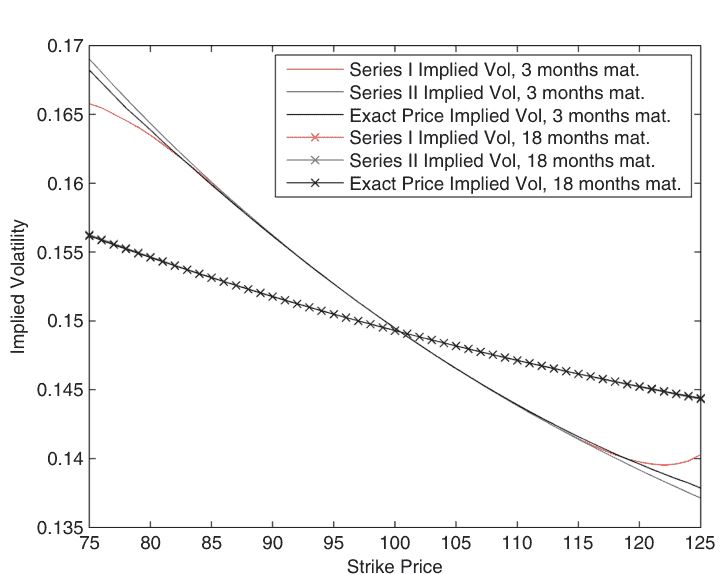 0.17
0.165
0.16
0.155
0.15
0.145
0.14
0.135
Implied Volatility
Series I Implied Vol, 3 months mat.
Series II Implied Vol, 3 months mat.
Exact Price Implied Vol, 3 months mat.
Series I Implied Vol, 18 months mat.
Series II Implied Vol, 18 months mat.
Exact Price Implied Vol, 18 months mat.
75 80 85 90 95 100 105 110 115 120 125
Strike Price